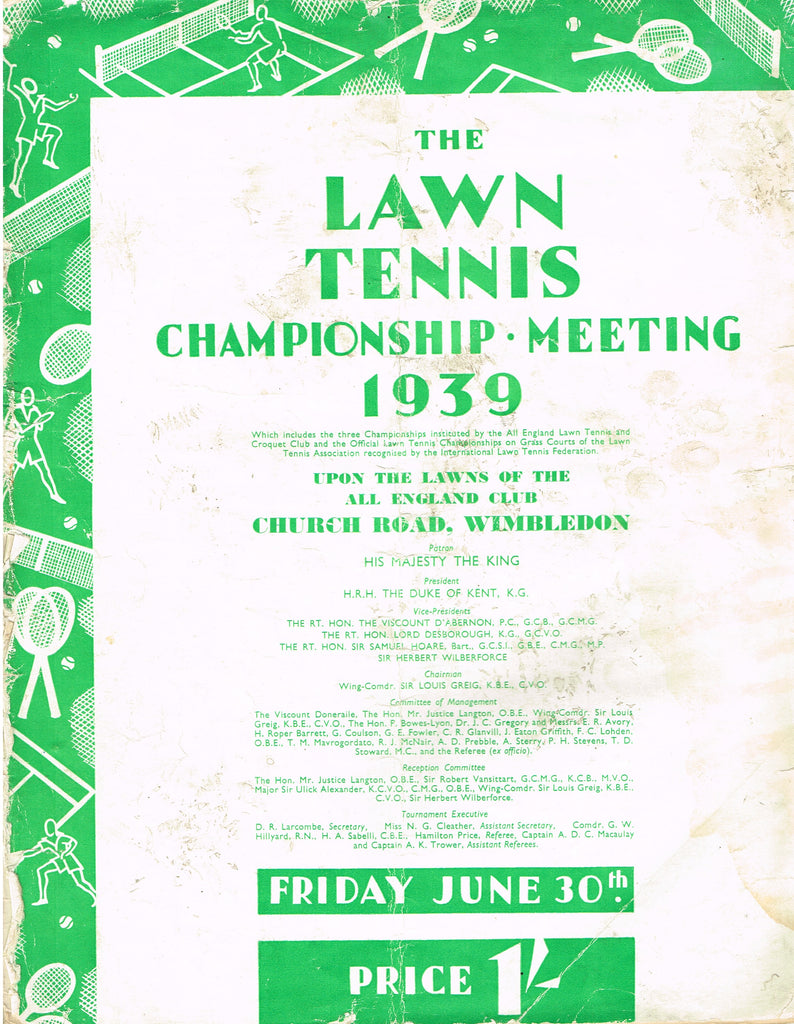 THE
LAWN
TENNIS
CHAMPIONSHIP · MEETING
1939
Which includes the three Championships instituted by the All England Lawn Tennis and
Croquet Club and the Official Lawn Tennis Championships on Grass Courts of the Lawn
Tennis Association recognised by the International Lawn Tennis Federation.
UPON THE LAWNS OF THE
ALL ENGLAND CLUB
CHURCH ROAD, WIMBLEDON
Patron
HIS MAJESTY THE KING
President
H.R.H. THE DUKE OF KENT, K.G.
Vice-Presidents
THE RT. HON. THE VISCOUNT D'ABERNON, P.C., G.C.B., G.C.M.G.
THE RT. HON. LORD DESBOROUGH, K.G., G.C.V.O.
THE RT. HON. SIR SAMUEL HOARE, Bart., G.C.S.I., G.B.E., C.M.G., M.P.
SIR HERBERT WILBERFORCE
Chairman
Wing-Comdr. SIR LOUIS GREIG, K.B.E., C.V.O.
Committee of Management
The Viscount Doneraile, The Hon. Mr. Justice Langton, O.B.E., Wing-Comdr. Sir Louis
Greig, K.B.E., C.V.O., The Hon. P. Bowes-Lyon, Dr. J. C. Gregory and Messrs. E. R. Avory,
H. Roper Barrett, G. Coulson, G. E. Fowler, C. R. Glanvill, J. Eaton Griffith, F. C. Lohden,
O.B.E., T. M. Mavrogordato, R. J. McNair, A. D. Prebble, A. Sterry, P. H. Stevens, T. D.
Stoward, M.C., and the Referee (ex officio).
Reception Committee
The Hon. Mr. Justice Langton, O.B.E., Sir Robert Vansittart, G.C.M.G., K.C.B., M.V.O.,
Major Sir Ulick Alexander, K.C.V.O., C.M.G., O.B.E., Wing-Comdr. Sir Louis Greig, K.B.E.,
C.V.O., Sir Herbert Wilberforce.
Tournament Executive
D. R. Larcombe, Secretary, Miss N. G. Cleather, Assistant Secretary, Comdr. G. W.
Hillyard, R.N., H. A. Sabelli, C.B.E., Hamilton Price, Referee, Captain A. D. C. Macaulay
and Captain A. K. Trower, Assistant Referees.
FRIDAY JUNE 30th.
PRICE 1/-